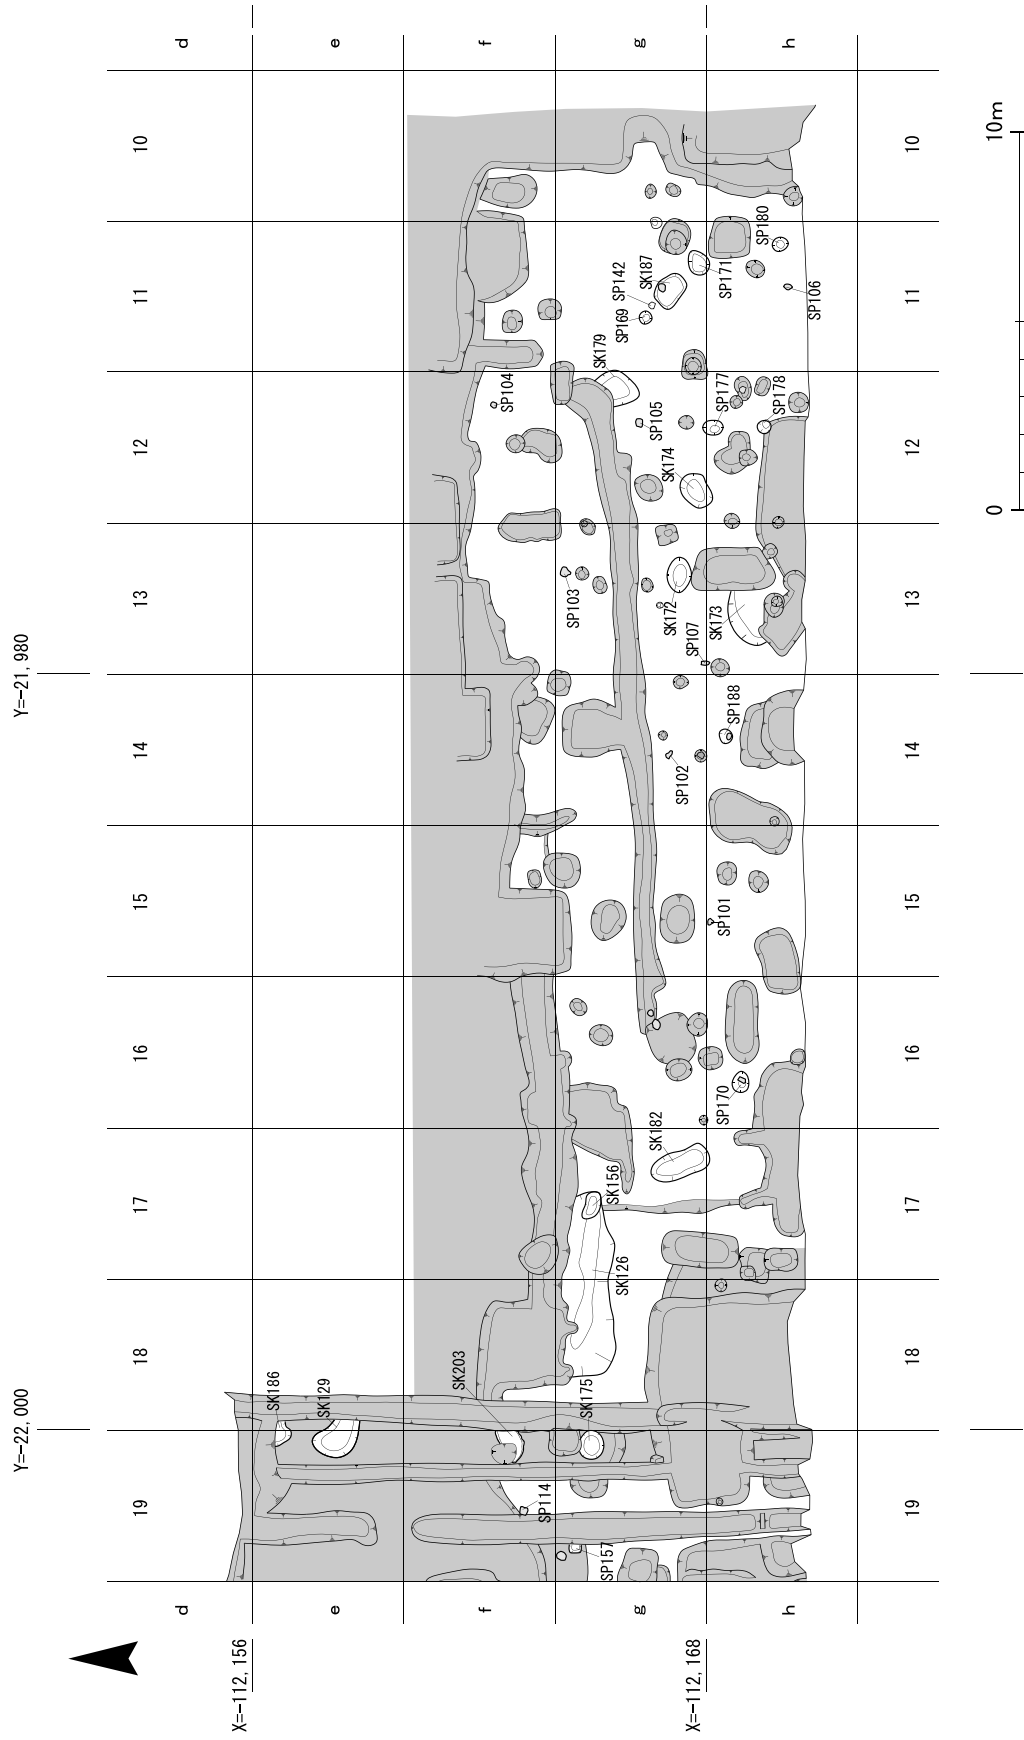 d e f g h
10 10
10m
0
SP180
SP142
SK187
SP171
11 11
SP169
SP106
SK179
SP104
SP177
SP178
SP105
12 12
SK174
13 13
SP103
SK172
SK173
SP107
Y=-21, 980
SP188
14 14
SP102
15 15
SP101
16 16
SP170
SK182
SK156
17 17
SK126
18 18
SK203
SK186
SK129
SK175
Y=-22, 000
SP114
19 19
SP157
d e f g h
X=-112, 156
X=-112, 168